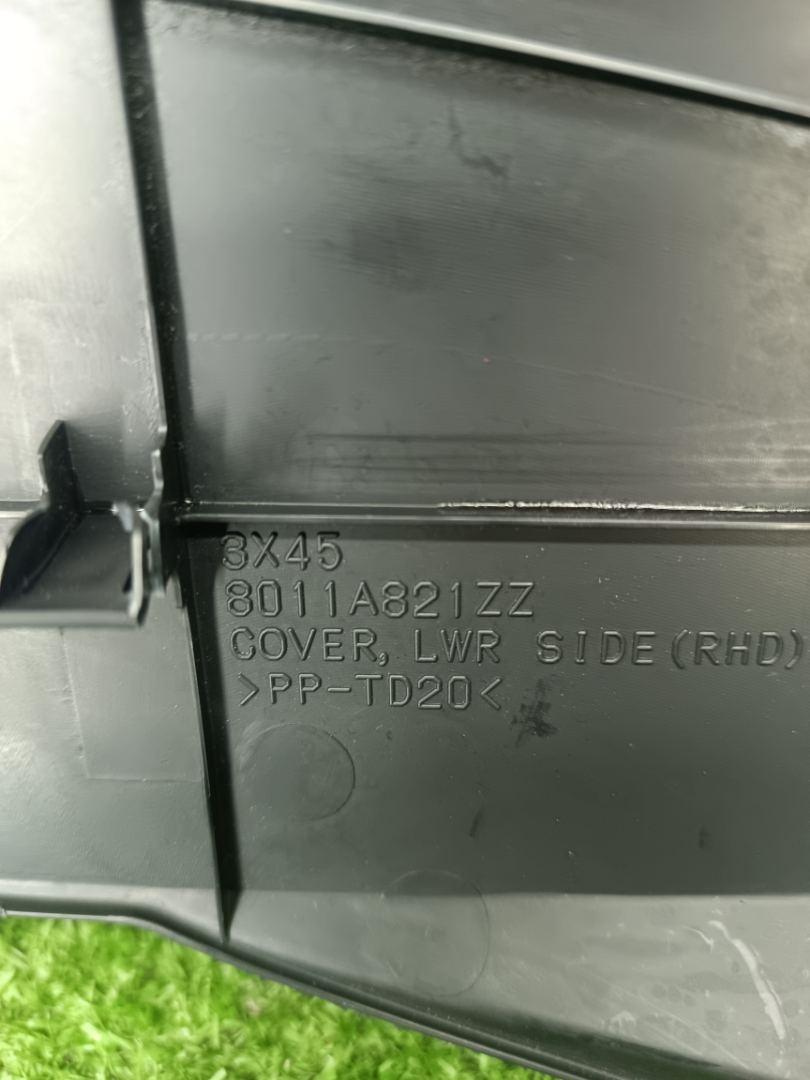 3X45
8011A821ZZ
COVER, LWR SIDE(RHD)
>PP-TD20<